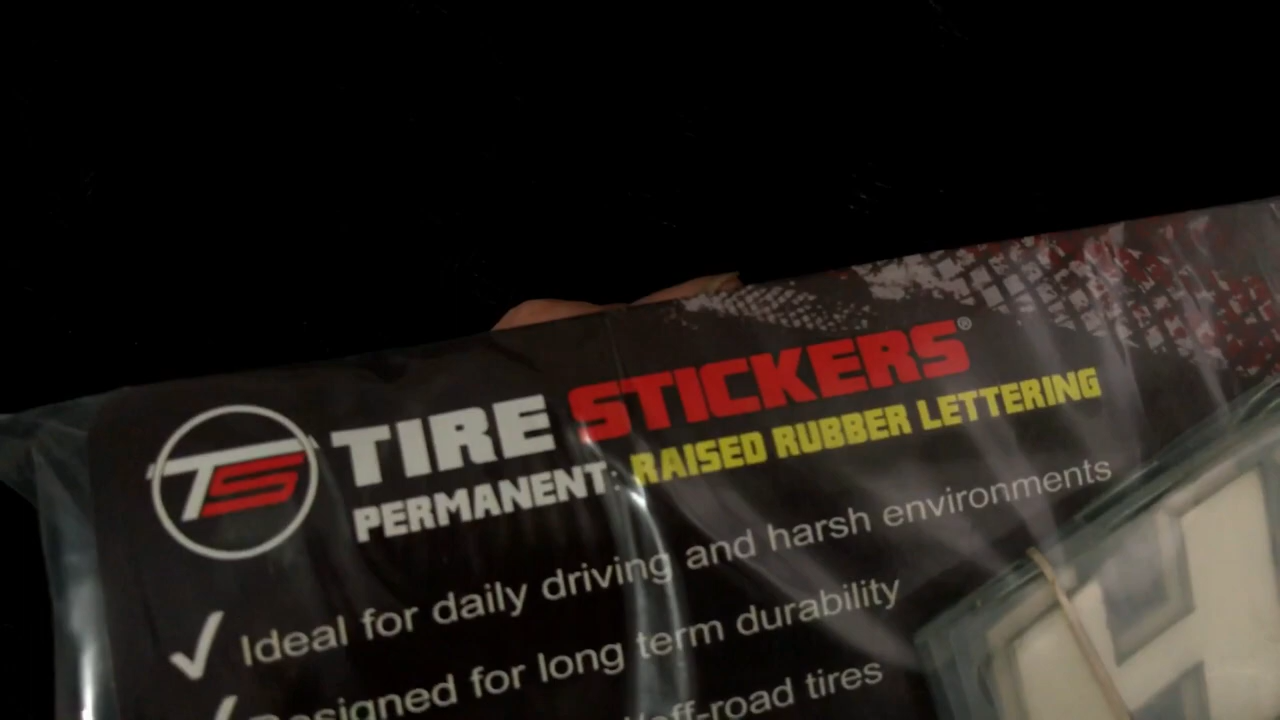 TS
TIRE STICKERS®
PERMANENT: RAISED RUBBER LETTERING
✓ Ideal for daily driving and harsh environments
✓ Designed for long term durability
/off-road tires